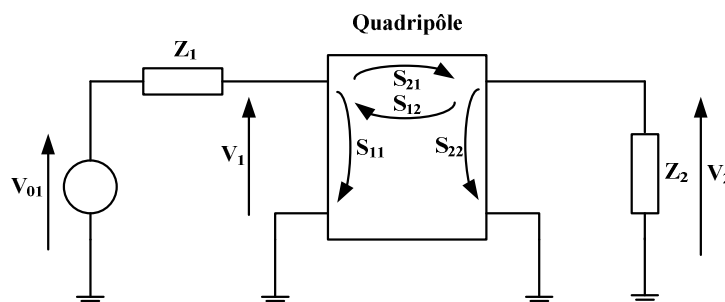 Quadripôle
Z₁
S₂₁
S₁₂
V₁
S₁₁
S₂₂
V₀₁
Z₂